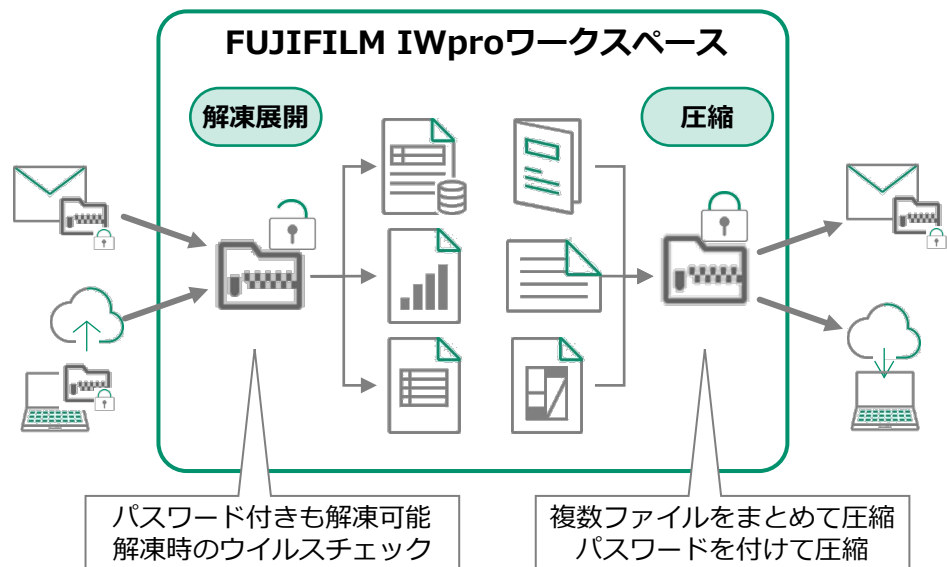 FUJIFILM IWproワークスペース
解凍展開
圧縮
パスワード付きも解凍可能
解凍時のウイルスチェック
複数ファイルをまとめて圧縮
パスワードを付けて圧縮